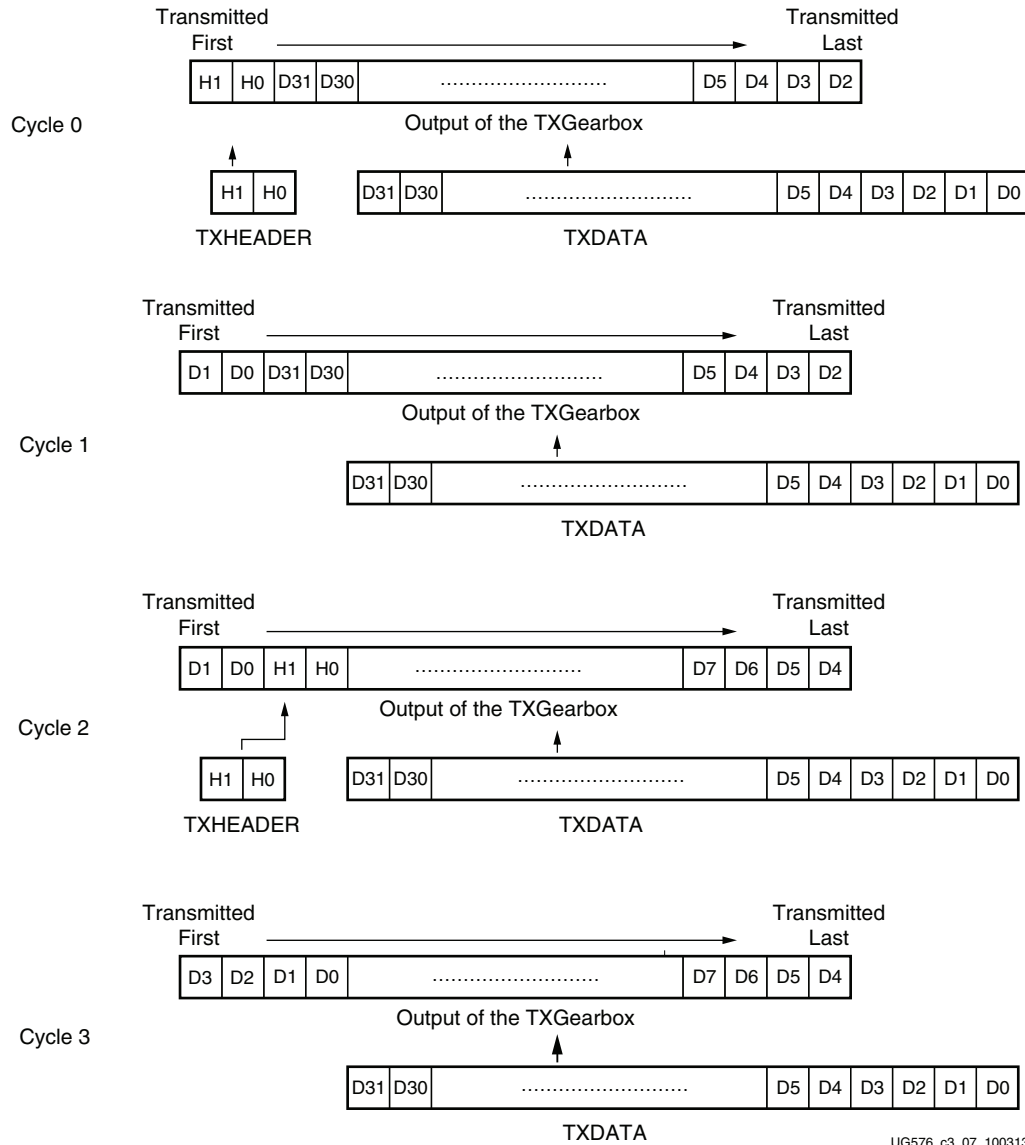 Transmitted First Transmitted Last
H1 H0 D31 D30 ............................ D5 D4 D3 D2
Cycle 0
Output of the TXGearbox
H1 H0 D31 D30 ............................ D5 D4 D3 D2 D1 D0
TXHEADER TXDATA
Transmitted First Transmitted Last
D1 D0 D31 D30 ............................ D5 D4 D3 D2
Output of the TXGearbox
Cycle 1
D31 D30 ............................ D5 D4 D3 D2 D1 D0
TXDATA
Transmitted First Transmitted Last
D1 D0 H1 H0 ............................ D7 D6 D5 D4
Output of the TXGearbox
Cycle 2
H1 H0 D31 D30 ............................ D5 D4 D3 D2 D1 D0
TXHEADER TXDATA
Transmitted First Transmitted Last
D3 D2 D1 D0 ............................ D7 D6 D5 D4
Output of the TXGearbox
Cycle 3
D31 D30 ............................ D5 D4 D3 D2 D1 D0
TXDATA
UG576_c3_07_100313